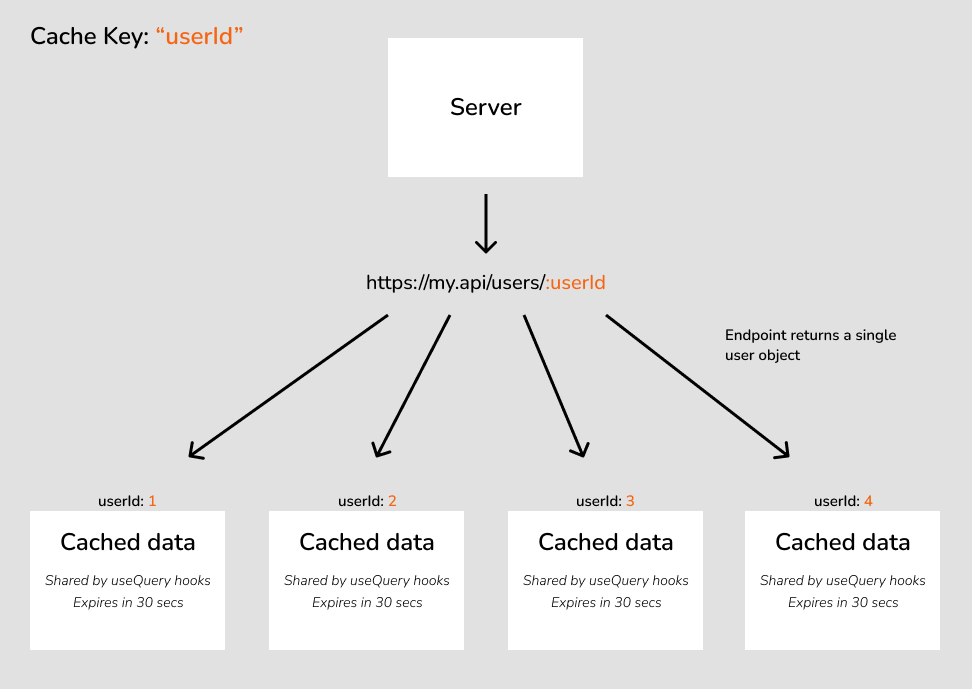 Cache Key: “userId”
Server
https://my.api/users/:userId
Endpoint returns a single
user object
userId: 1
Cached data
Shared by useQuery hooks
Expires in 30 secs
userId: 2
Cached data
Shared by useQuery hooks
Expires in 30 secs
userId: 3
Cached data
Shared by useQuery hooks
Expires in 30 secs
userId: 4
Cached data
Shared by useQuery hooks
Expires in 30 secs